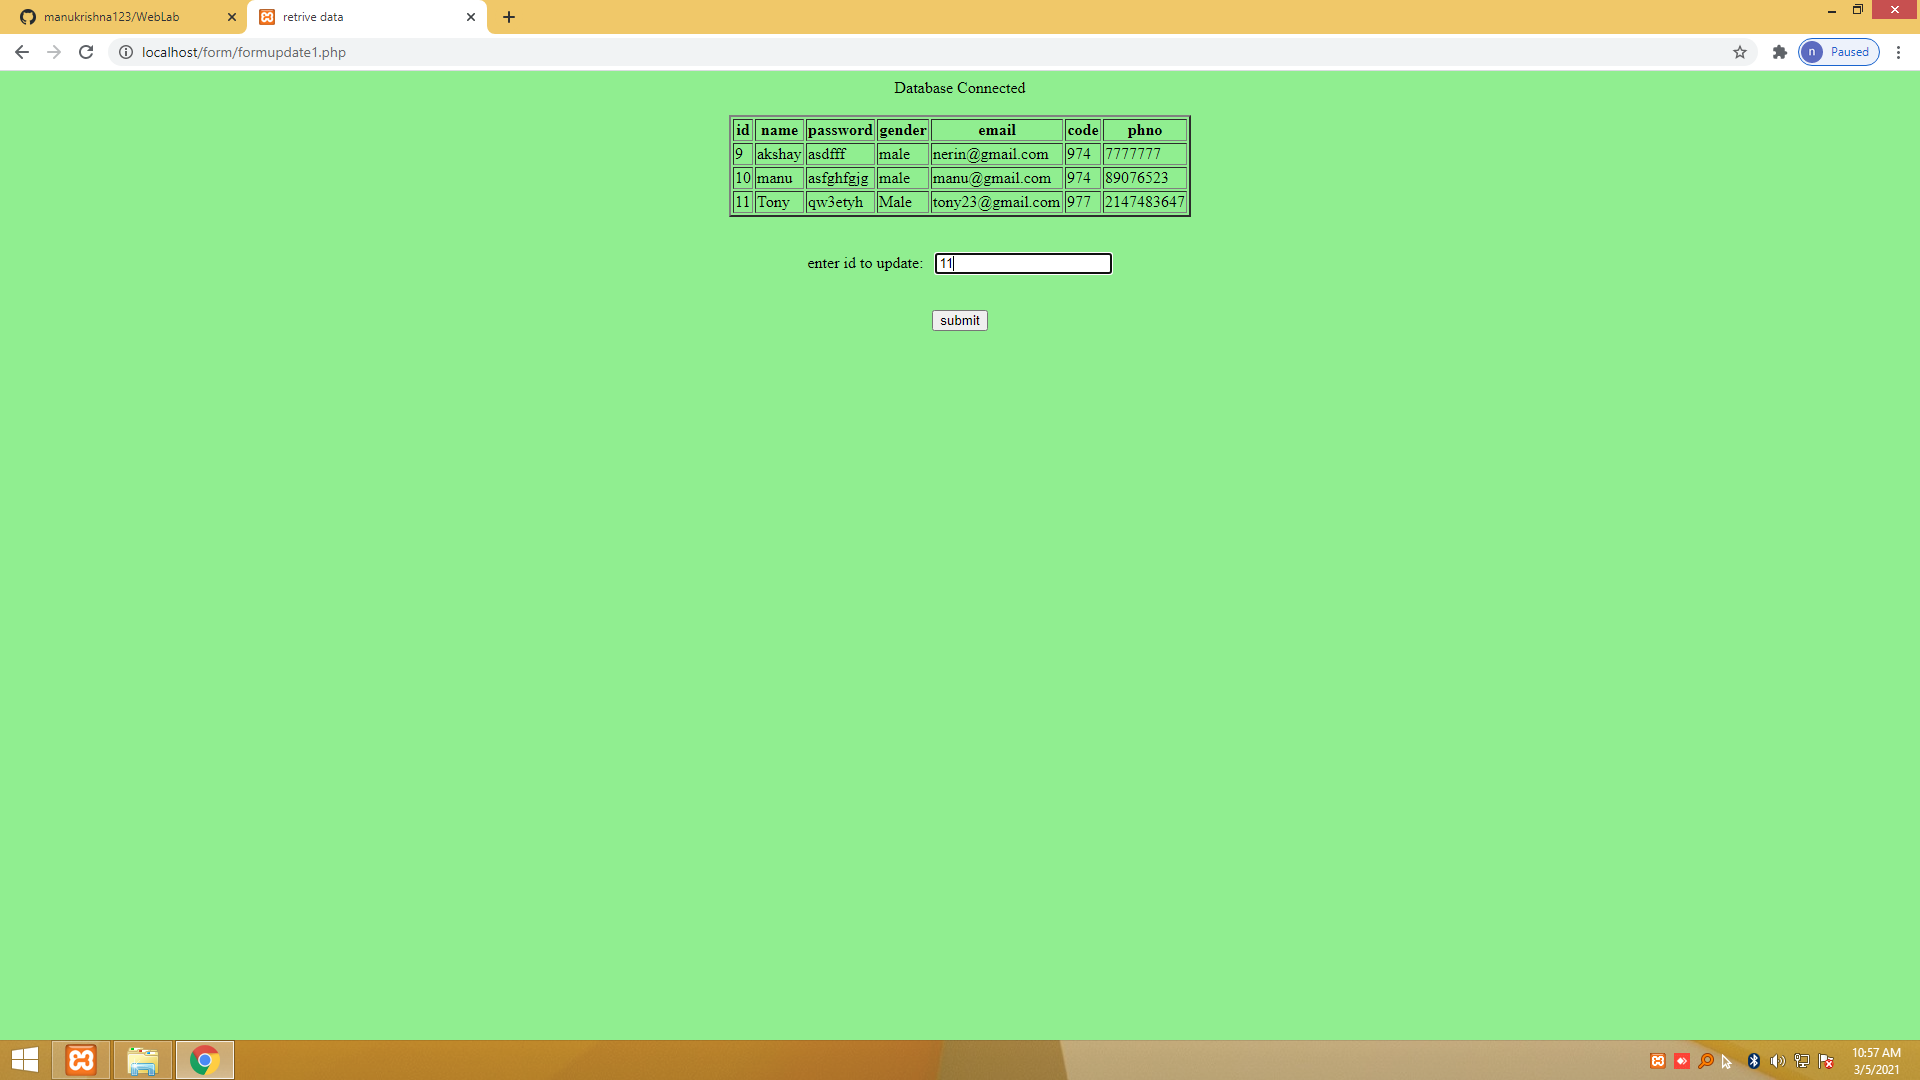 manukrishna123/WebLab
retrive data
localhost/form/formupdate1.php
n Paused
Database Connected
id name password gender email code phno
9 akshay asdfff male nerin@gmail.com 974 7777777
10 manu asfghfgjg male manu@gmail.com 974 89076523
11 Tony qw3etyh Male tony23@gmail.com 977 2147483647
enter id to update: 11
submit
10:57 AM
3/5/2021